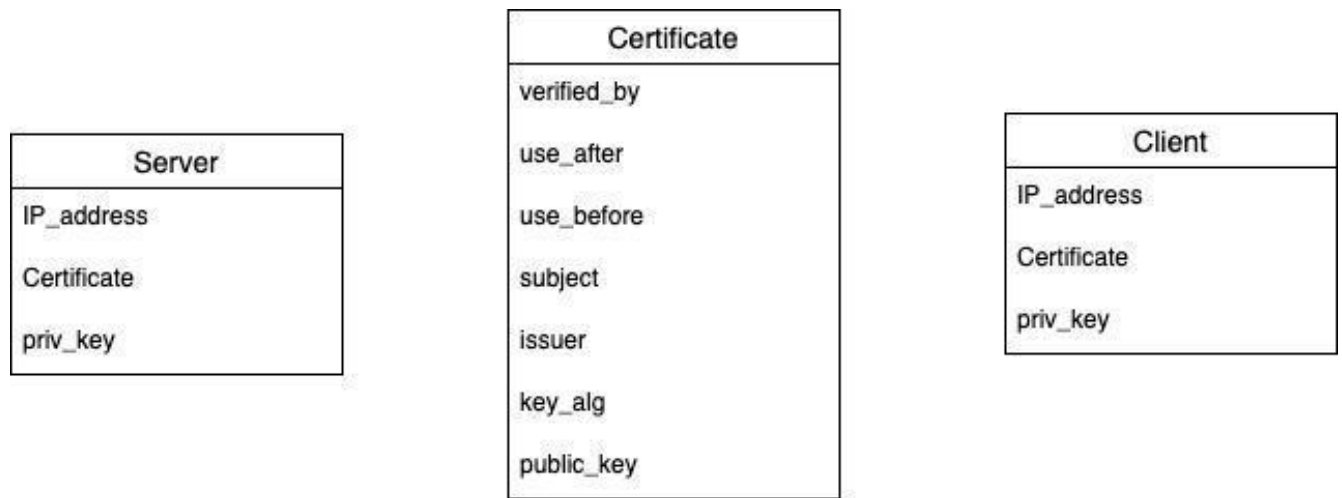 Server
IP_address
Certificate
priv_key
Certificate
verified_by
use_after
use_before
subject
issuer
key_alg
public_key
Client
IP_address
Certificate
priv_key